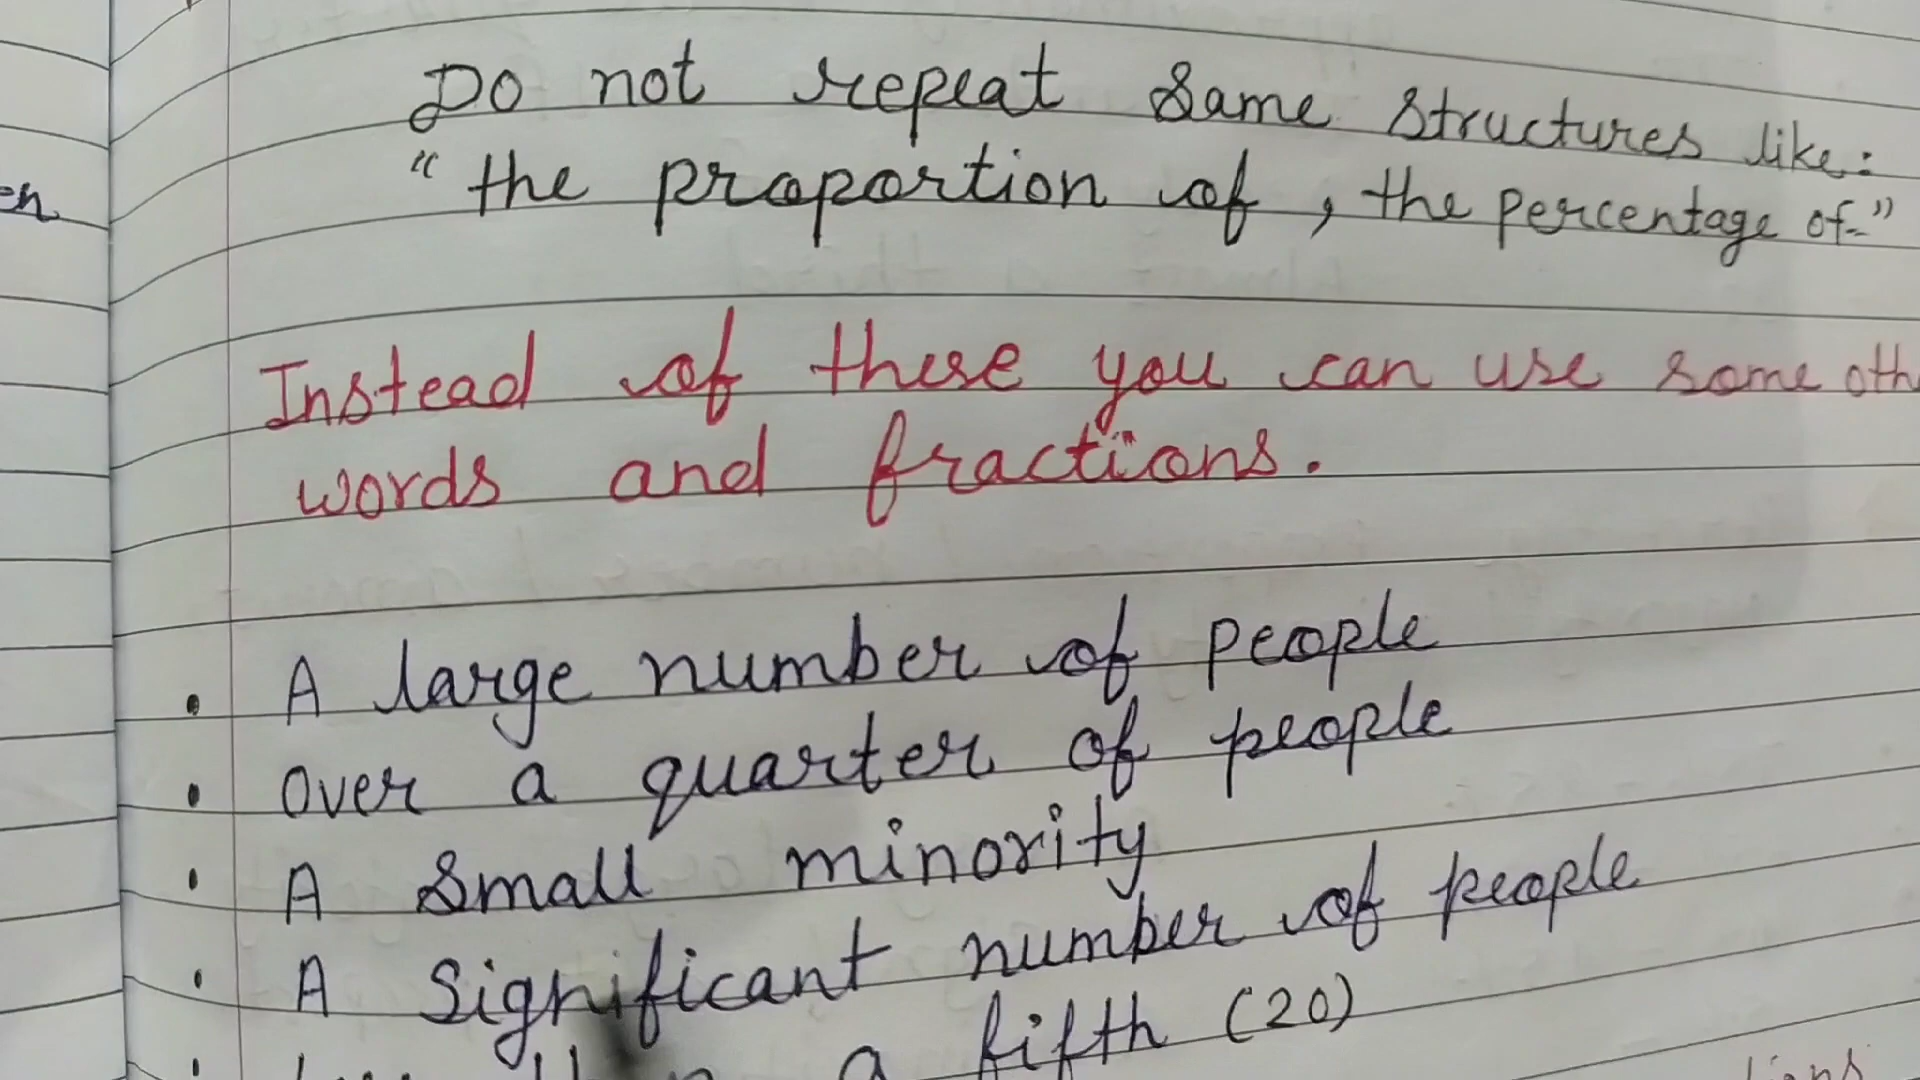 Do not repeat same structures like:
"the proportion of, the percentage of-"
Instead of these you can use some oth
words and fractions.
• A large number of people
• over a quarter of people
• A small minority
• A significant number of people
• a fifth (20)